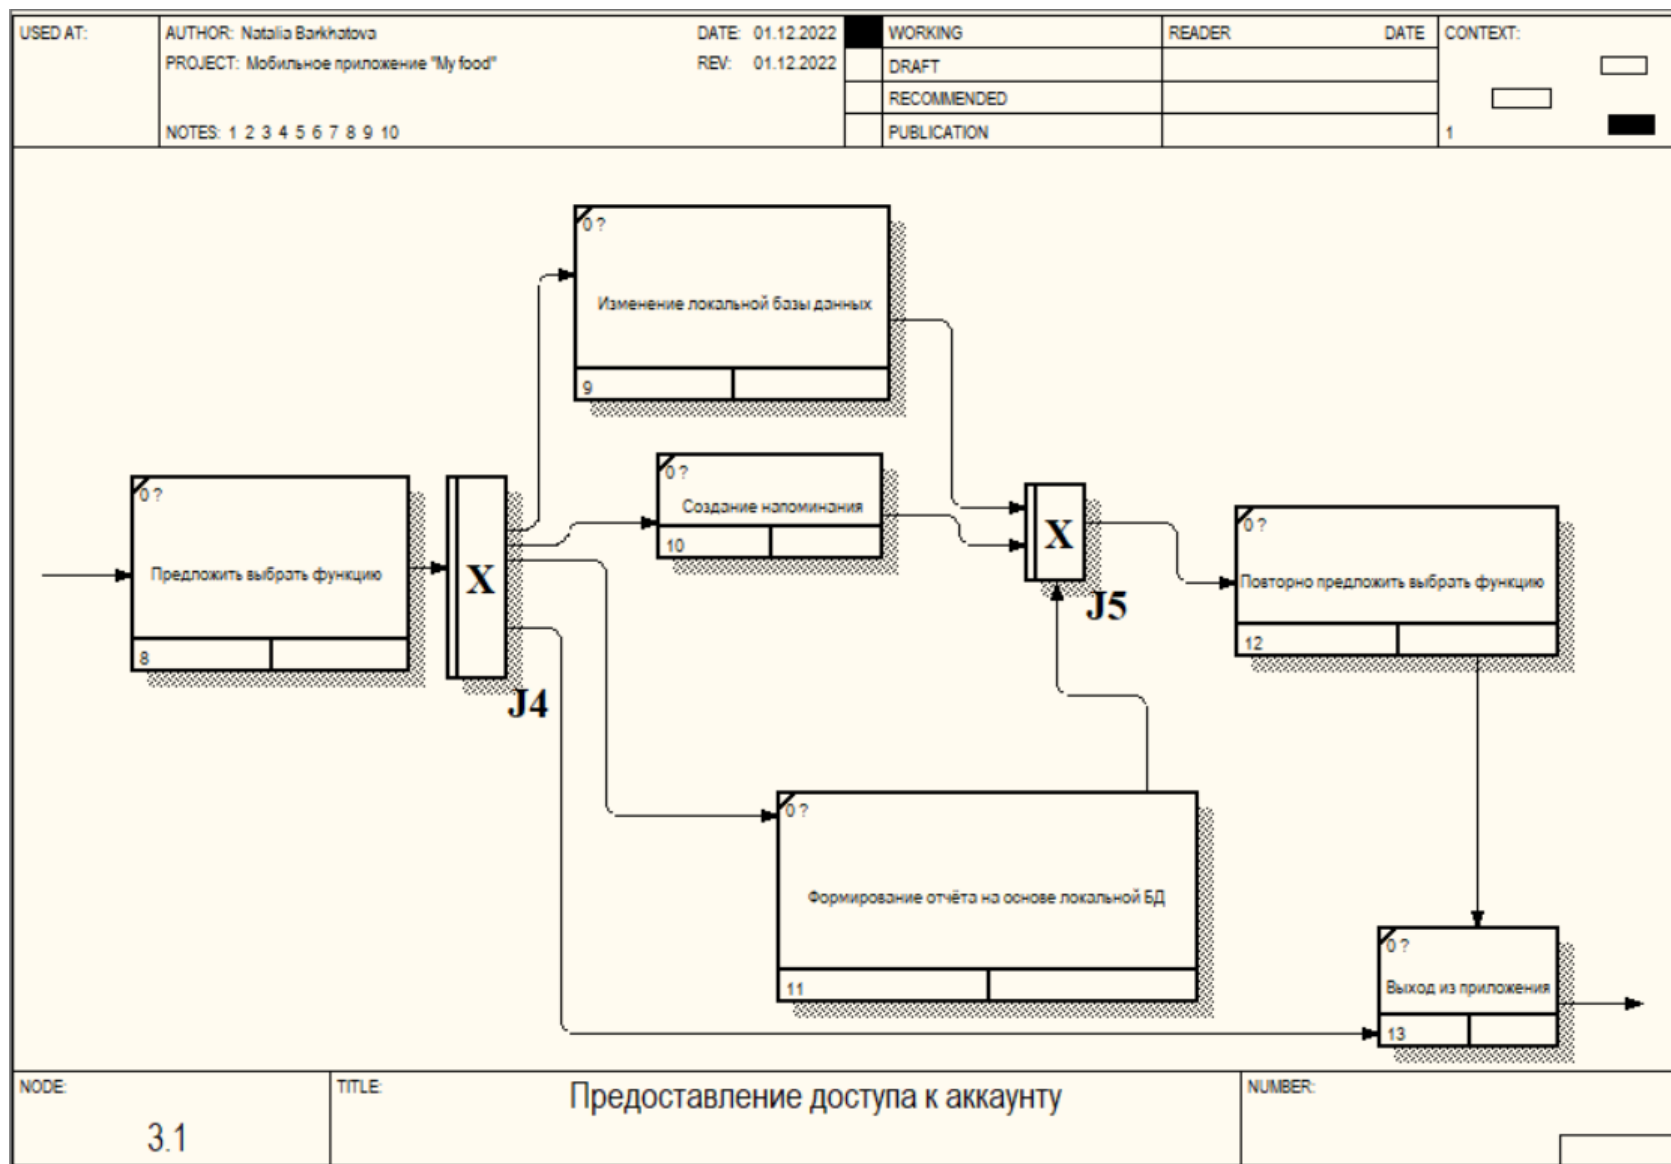 USED AT:
AUTHOR: Natalia Barkhatova
DATE: 01.12.2022
PROJECT: Мобильное приложение "My food"
REV: 01.12.2022
NOTES: 1 2 3 4 5 6 7 8 9 10
WORKING
DRAFT
RECOMMENDED
PUBLICATION
READER
DATE
CONTEXT:
1
0 ?
Изменение локальной базы данных
9
0 ?
Предложить выбрать функцию
8
X
J4
0 ?
Создание напоминания
10
X
J5
0 ?
Повторно предложить выбрать функцию
12
0 ?
Формирование отчёта на основе локальной БД
11
0 ?
Выход из приложения
13
NODE:
3.1
TITLE:
Предоставление доступа к аккаунту
NUMBER: